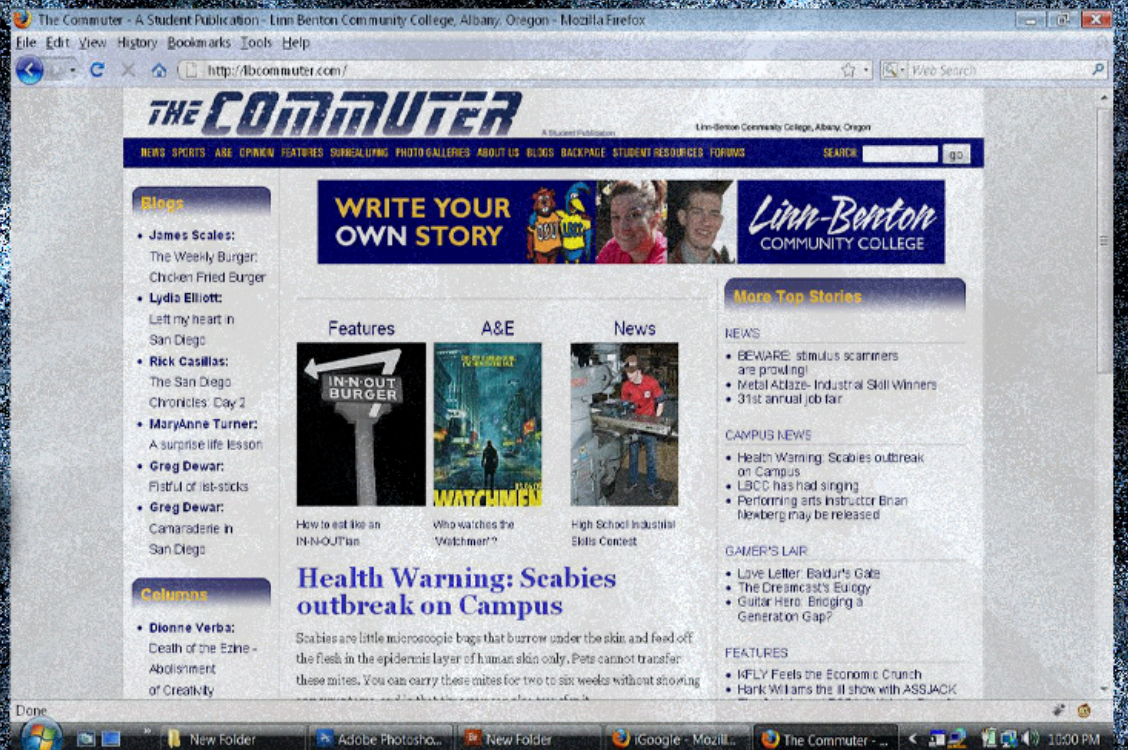 The Commuter - A Student Publication - Linn Benton Community College, Albany, Oregon - Mozilla Firefox
File Edit View History Bookmarks Tools Help
http://lbcommuter.com/
Web Search
THE COMMUTER
A Student Publication
Linn-Benton Community College, Albany, Oregon
NEWS SPORTS A&E OPINION FEATURES SURREALLIVING PHOTO GALLERIES ABOUT US BLOGS BACKPAGE STUDENT RESOURCES FORUMS SEARCH go
WRITE YOUR
OWN STORY
OSU
LBCC
Linn-Benton
COMMUNITY COLLEGE
Blogs
• James Scales:
The Weekly Burger:
Chicken Fried Burger
• Lydia Elliott:
Left my heart in
San Diego
• Rick Casillas:
The San Diego
Chronicles: Day 2
• MaryAnne Turner:
A surprise life lesson
• Greg Dewar:
Fistful of list-sticks
• Greg Dewar:
Camaraderie in
San Diego
Columns
• Dionne Verba:
Death of the Ezine -
Abolishment
of Creativity
Features
IN-N-OUT
BURGER
How to eat like an
IN-N-OUTian
A&E
WATCHMEN
Who watches the
"Watchmen"?
News
High School Industrial
Skills Contest
Health Warning: Scabies
outbreak on Campus
Scabies are little microscopic bugs that burrow under the skin and feed off
the flesh in the epidermis layer of human skin only. Pets cannot transfer
these mites. You can carry these mites for two to six weeks without showing
More Top Stories
NEWS
• BEWARE: stimulus scammers
are prowling!
• Metal Ablaze- Industrial Skill Winners
• 31st annual job fair
CAMPUS NEWS
• Health Warning: Scabies outbreak
on Campus
• LBCC has had singing
• Performing arts instructor Brian
Newberg may be released
GAMER'S LAIR
• Love Letter: Baldur's Gate
• The Dreamcast's Eulogy
• Guitar Hero: Bridging a
Generation Gap?
FEATURES
• KFLY Feels the Economic Crunch
• Hank Williams the III show with ASSJACK
Done
New Folder
Adobe Photosho...
New Folder
iGoogle - Mozill...
The Commuter - ...
10:00 PM